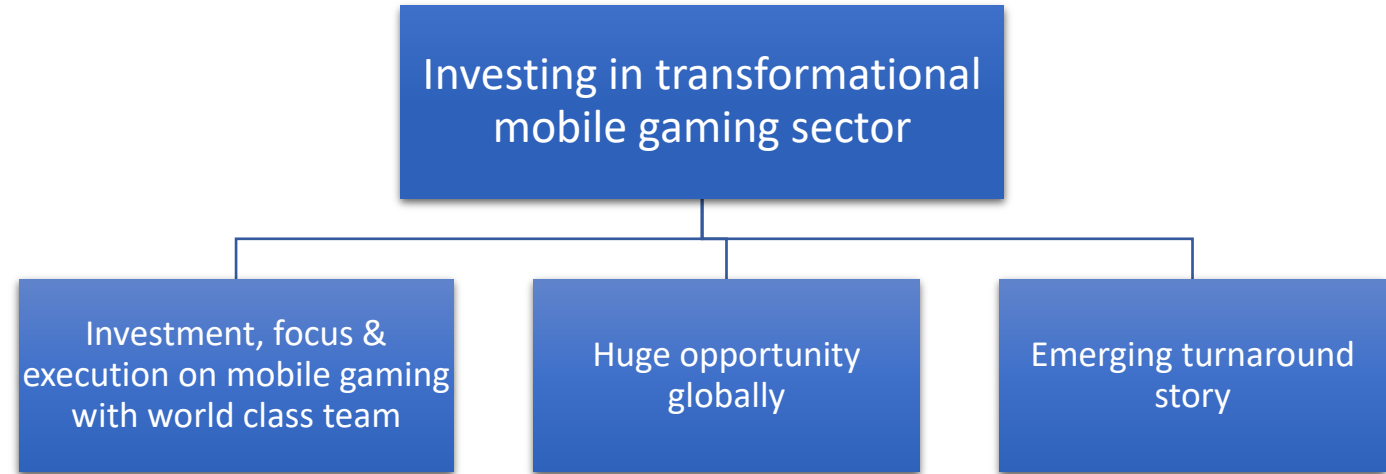 Investing in transformational
mobile gaming sector
Investment, focus &
execution on mobile gaming
with world class team
Huge opportunity
globally
Emerging turnaround
story